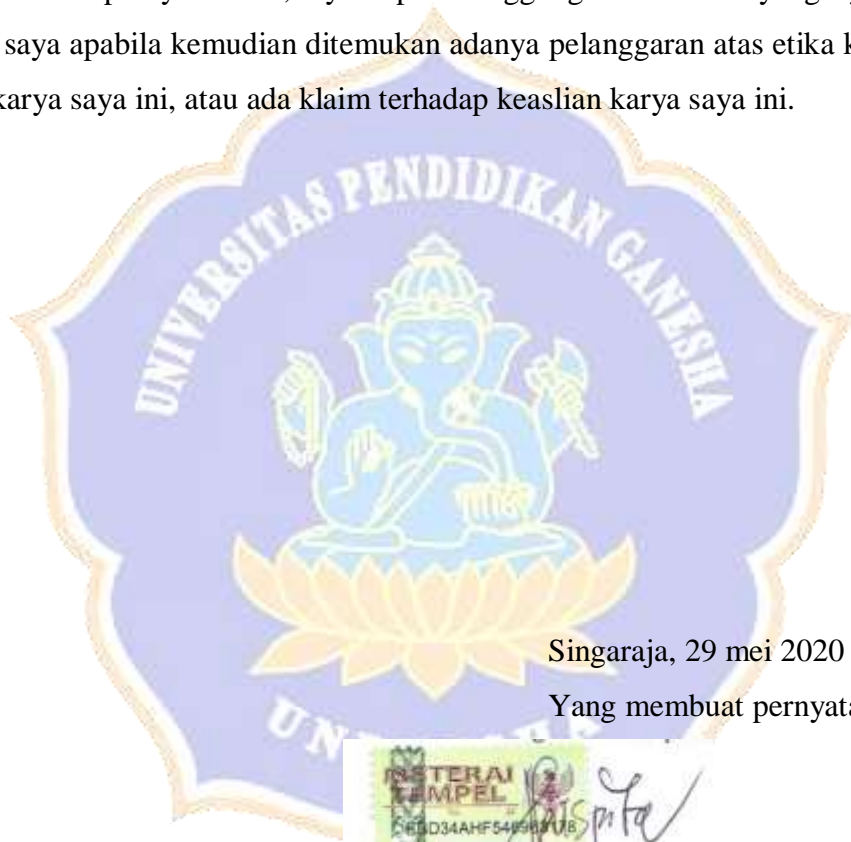 saya apabila kemudian ditemukan adanya pelanggaran atas etika k
karya saya ini, atau ada klaim terhadap keaslian karya saya ini.
UNIVERSITAS PENDIDIKAN GANESHA
Singaraja, 29 mei 2020
Yang membuat pernyata
METERAI
TEMPEL